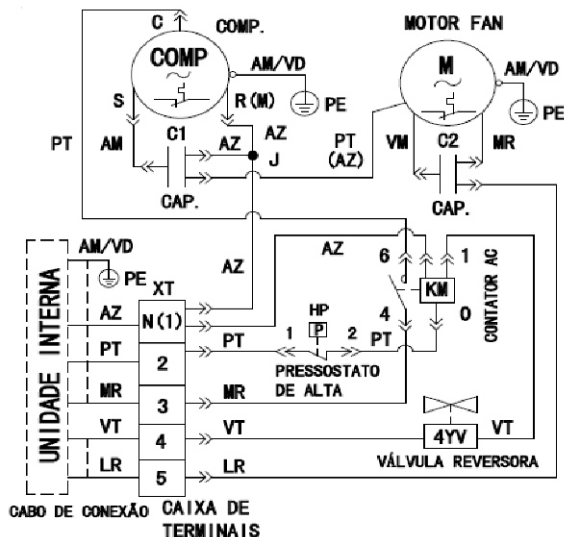 C
COMP.
MOTOR FAN
COMP
AM/VD
M
AM/VD
S
R(M)
PE
PE
PT
AM
C1
AZ
AZ
J
PT
(AZ)
VM
C2
MR
CAP.
CAP.
AM/VD
PE
AZ
AZ
6
1
KM
CONTATOR AC
XT
UNIDADE INTERNA
AZ
N(1)
HP
P
4
0
PT
2
PT
1
2
PT
PRESSOSTATO
DE ALTA
MR
3
MR
VT
4
VT
4YV
VT
VÁLVULA REVERSORA
LR
5
LR
CABO DE CONEXÃO
CAIXA DE
TERMINAIS